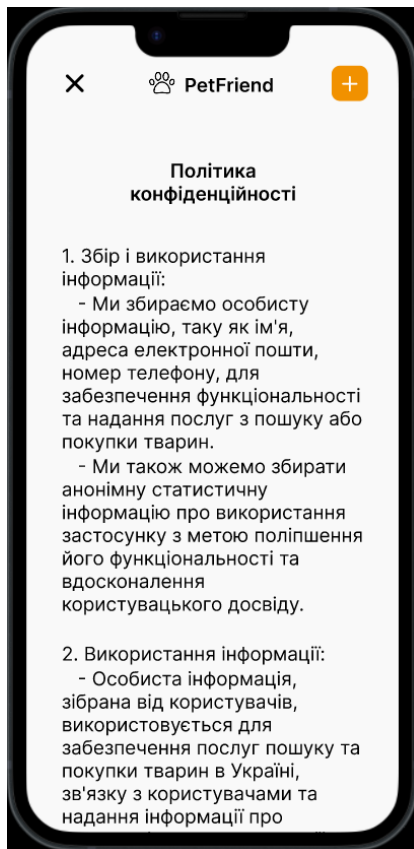 PetFriend
Політика
конфіденційності
1. Збір і використання
інформації:
- Ми збираємо особисту
інформацію, таку як ім'я,
адреса електронної пошти,
номер телефону, для
забезпечення функціональності
та надання послуг з пошуку або
покупки тварин.
- Ми також можемо збирати
анонімну статистичну
інформацію про використання
застосунку з метою поліпшення
його функціональності та
вдосконалення
користувацького досвіду.
2. Використання інформації:
- Особиста інформація,
зібрана від користувачів,
використовується для
забезпечення послуг пошуку та
покупки тварин в Україні,
зв'язку з користувачами та
надання інформації про